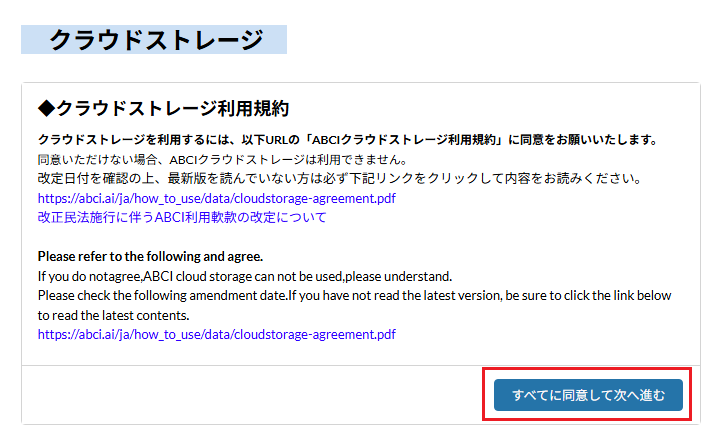 クラウドストレージ
◆クラウドストレージ利用規約
クラウドストレージを利用するには、以下URLの「ABCIクラウドストレージ利用規約」に同意をお願いいたします。
同意いただけない場合、ABCIクラウドストレージは利用できません。
改定日付を確認の上、最新版を読んでいない方は必ず下記リンクをクリックして内容をお読みください。
https://abci.ai/ja/how_to_use/data/cloudstorage-agreement.pdf
改正民法施行に伴うABCI利用軟款の改定について
Please refer to the following and agree.
If you do notagree,ABCI cloud storage can not be used,please understand.
Please check the following amendment date.If you have not read the latest version, be sure to click the link below
to read the latest contents.
https://abci.ai/ja/how_to_use/data/cloudstorage-agreement.pdf
すべてに同意して次へ進む